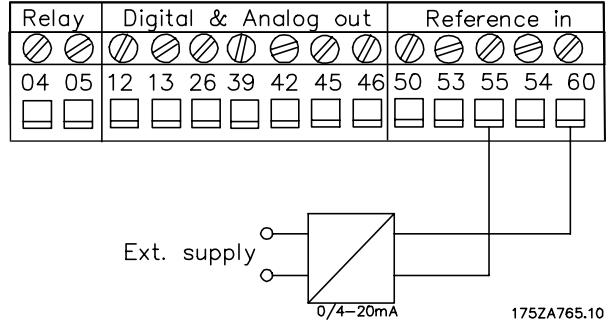 Relay Digital & Analog out Reference in
04 05 12 13 26 39 42 45 46 50 53 55 54 60
Ext. supply
0/4–20mA
175ZA765.10